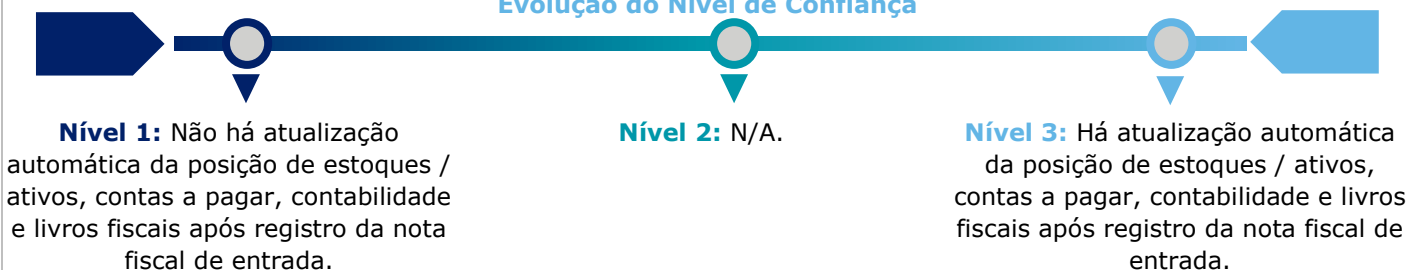 Evolução do Nível de Confiança
Nível 1: Não há atualização
automática da posição de estoques /
ativos, contas a pagar, contabilidade
e livros fiscais após registro da nota
fiscal de entrada.
Nível 2: N/A.
Nível 3: Há atualização automática
da posição de estoques / ativos,
contas a pagar, contabilidade e livros
fiscais após registro da nota fiscal de
entrada.